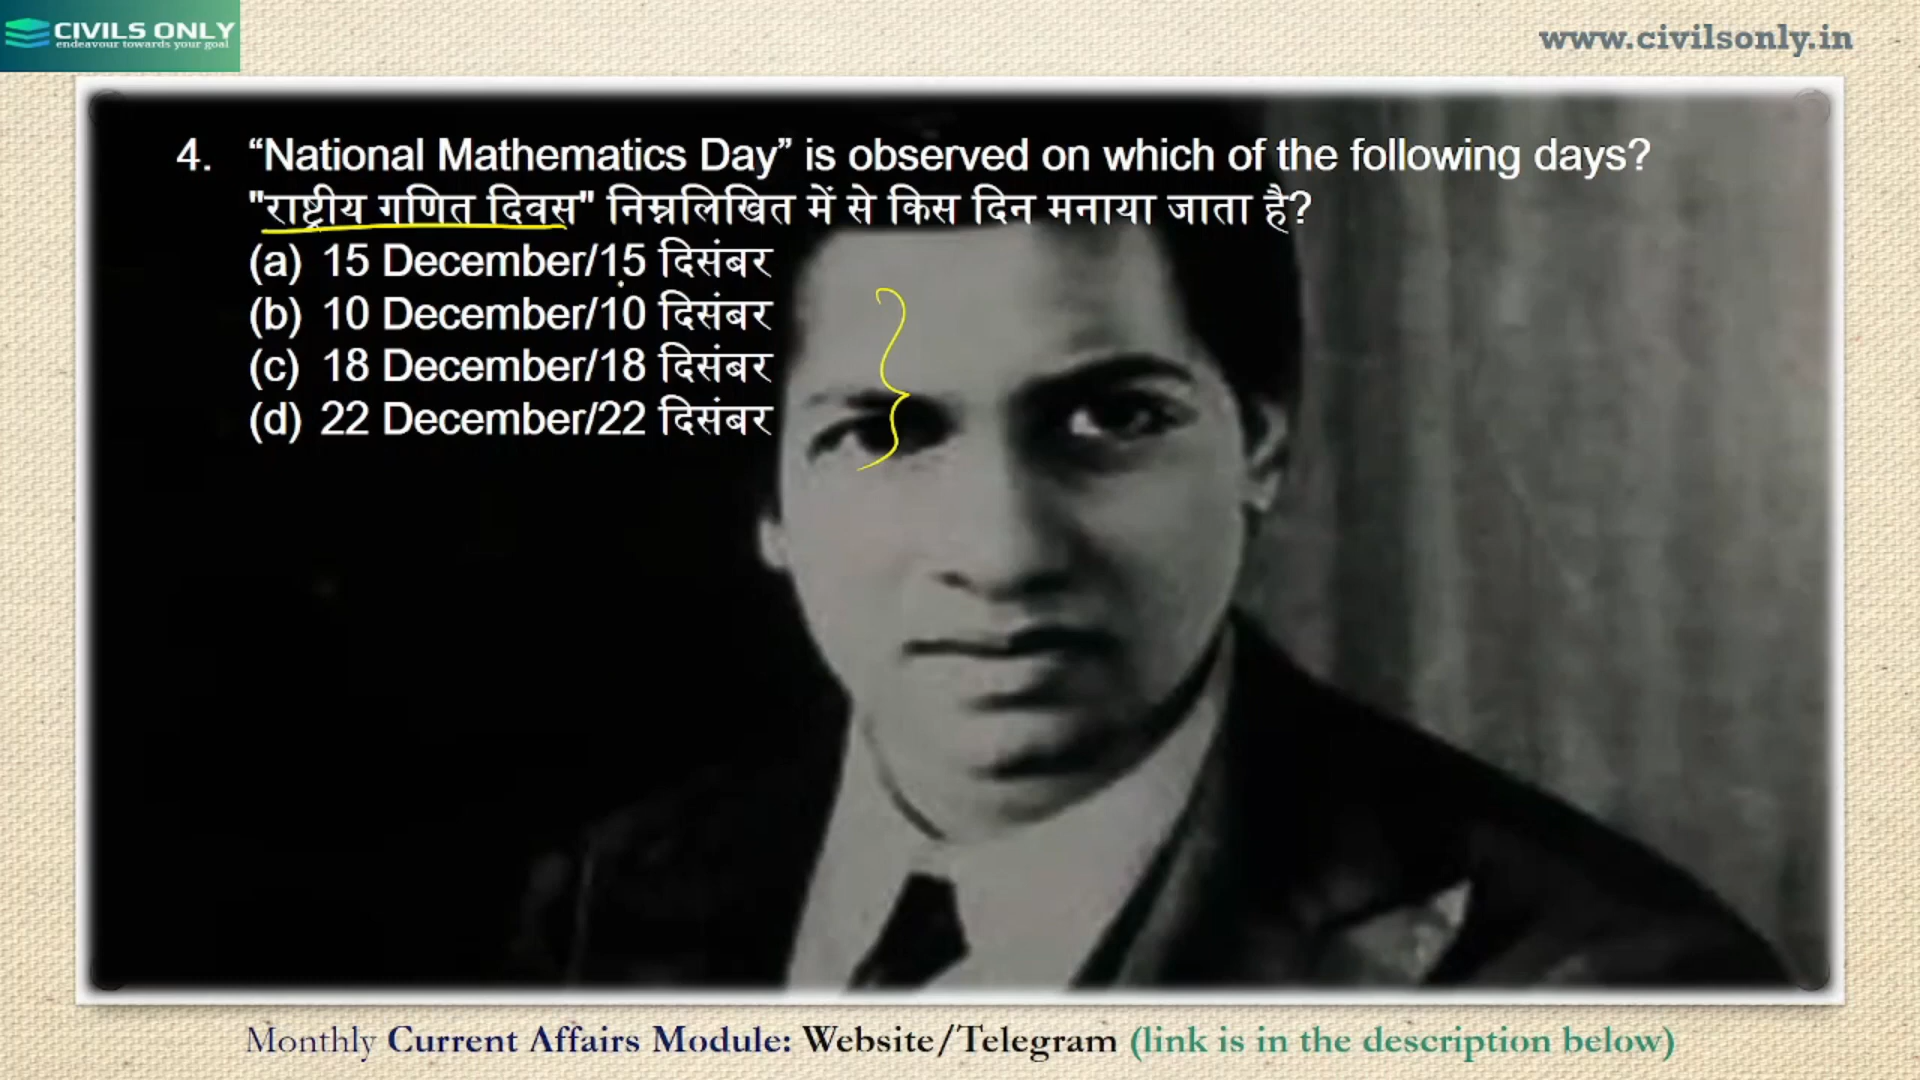 CIVILS ONLY
endeavour towards your goal
www.civilsonly.in
4. “National Mathematics Day” is observed on which of the following days?
"राष्ट्रीय गणित दिवस" निम्नलिखित में से किस दिन मनाया जाता है?
(a) 15 December/15 दिसंबर
(b) 10 December/10 दिसंबर
(c) 18 December/18 दिसंबर
(d) 22 December/22 दिसंबर
Monthly Current Affairs Module: Website/Telegram (link is in the description below)